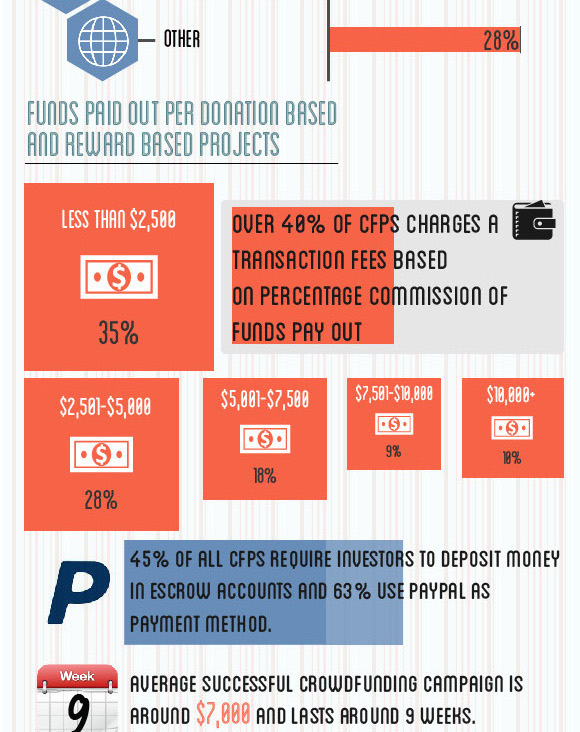 OTHER
28%
FUNDS PAID OUT PER DONATION BASED
AND REWARD BASED PROJECTS
LESS THAN $2,500
35%
OVER 40% OF CFPS CHARGES A
TRANSACTION FEES BASED
ON PERCENTAGE COMMISSION OF
FUNDS PAY OUT
$2,501-$5,000
28%
$5,001-$7,500
18%
$7,501-$10,000
9%
$10,000+
10%
45% OF ALL CFPS REQUIRE INVESTORS TO DEPOSIT MONEY
IN ESCROW ACCOUNTS AND 63% USE PAYPAL AS
PAYMENT METHOD.
Week
9
AVERAGE SUCCESSFUL CROWDFUNDING CAMPAIGN IS
AROUND $7,000 AND LASTS AROUND 9 WEEKS.